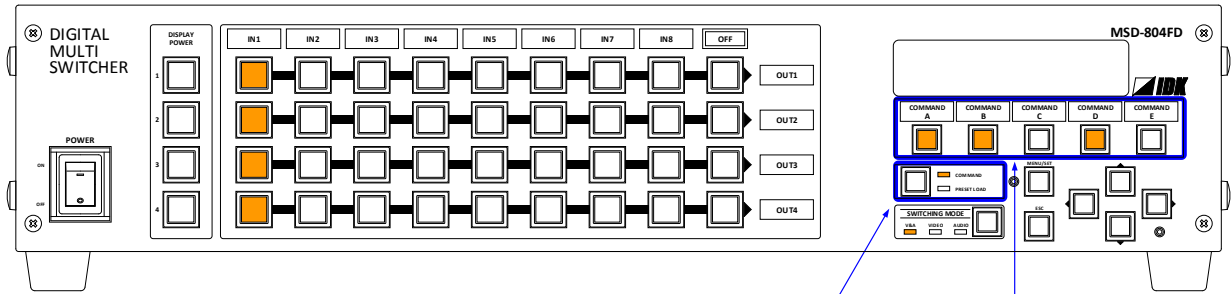 DIGITAL
MULTI
SWITCHER
DISPLAY
POWER
IN1 IN2 IN3 IN4 IN5 IN6 IN7 IN8 OFF
MSD-804FD
IDK
1
OUT1
2
OUT2
3
OUT3
4
OUT4
POWER
ON
OFF
COMMAND A
COMMAND B
COMMAND C
COMMAND D
COMMAND E
COMMAND
PRESET LOAD
MENU/SET
SWITCHING MODE
V&A VIDEO AUDIO
ESC